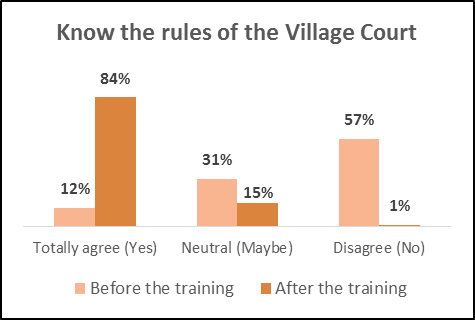 Know the rules of the Village Court
84%
57%
31%
12%
15%
1%
Totally agree (Yes) Neutral (Maybe) Disagree (No)
Before the training After the training